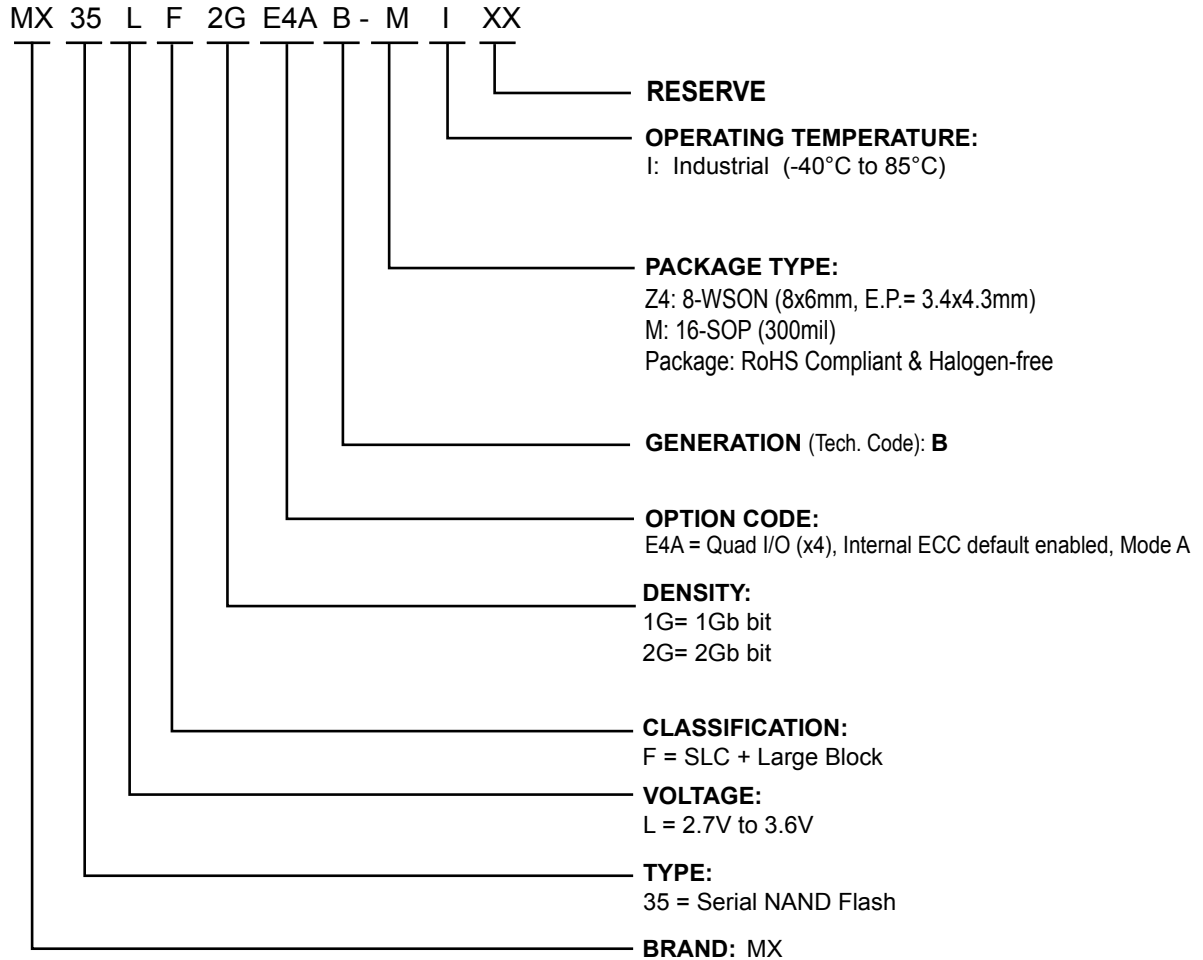 MX 35 L F 2G E4A B - M I XX
RESERVE
OPERATING TEMPERATURE:
I: Industrial (-40°C to 85°C)
PACKAGE TYPE:
Z4: 8-WSON (8x6mm, E.P.= 3.4x4.3mm)
M: 16-SOP (300mil)
Package: RoHS Compliant & Halogen-free
GENERATION (Tech. Code): B
OPTION CODE:
E4A = Quad I/O (x4), Internal ECC default enabled, Mode A
DENSITY:
1G= 1Gb bit
2G= 2Gb bit
CLASSIFICATION:
F = SLC + Large Block
VOLTAGE:
L = 2.7V to 3.6V
TYPE:
35 = Serial NAND Flash
BRAND: MX